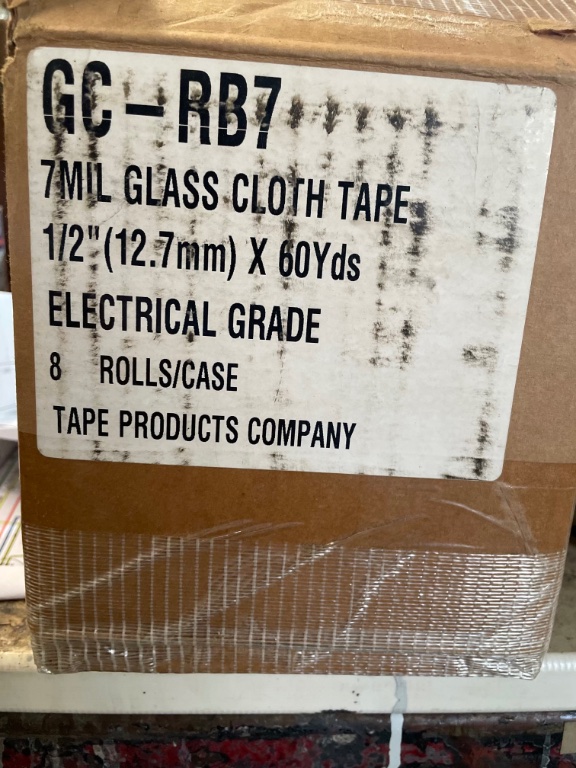 GC-RB7
7MIL GLASS CLOTH TAPE
1/2"(12.7mm) X 60Yds
ELECTRICAL GRADE
8 ROLLS/CASE
TAPE PRODUCTS COMPANY